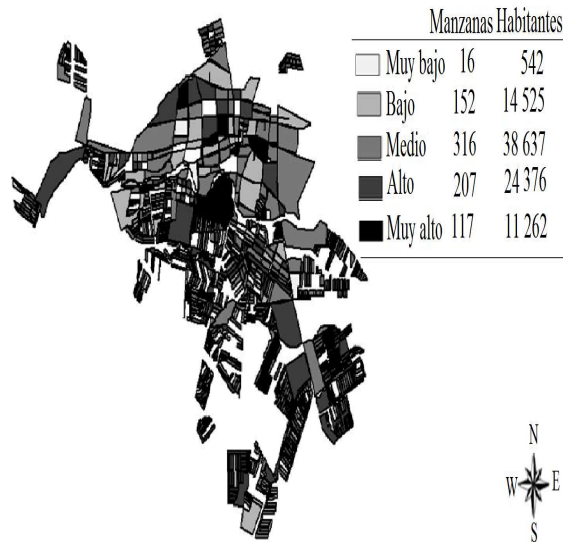 Manzanas Habitantes
Muy bajo 16 542
Bajo 152 14 525
Medio 316 38 637
Alto 207 24 376
Muy alto 117 11 262
N
W E
S